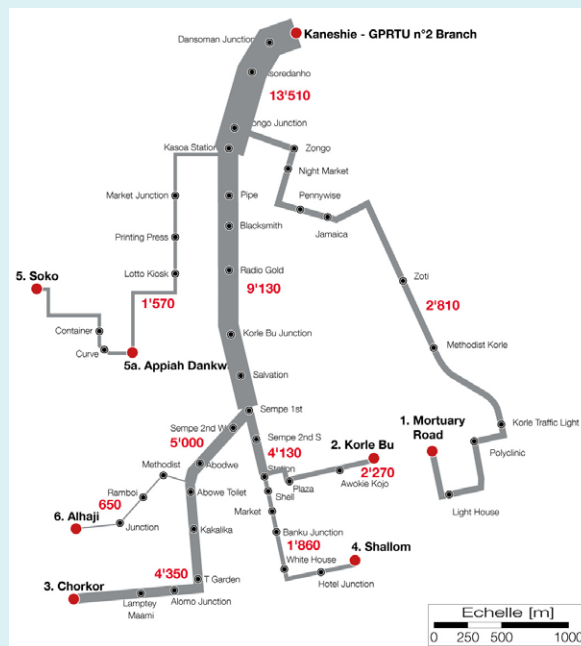 Kaneshie - GPRTU n°2 Branch
Dansoman Junction
soredanho
13'510
ongo Junction
Kasoa Station
Zongo
Night Market
Market Junction
Pipe
Pennywise
Jamaica
Blacksmith
Printing Press
Radio Gold
Lotto Kiosk
Zoti
5. Soko
9'130
1'570
2'810
Container
Korle Bu Junction
Methodist Korle
Curve
5a. Appiah Dankw
Salvation
Sempe 1st
1. Mortuary
Road
Korle Traffic Light
Sempe 2nd W
5'000
Sempe 2nd S
4'130
2. Korle Bu
Polyclinic
Methodist
Abodwe
Station
2'270
Awokie Kojo
Plaza
Ramboi
650
Abowe Toilet
Shell
Light House
6. Alhaji
Market
Junction
Kakalika
Banku Junction
1'860
4. Shallom
White House
4'350
T Garden
Hotel Junction
3. Chorkor
Lamptey
Maami
Alomo Junction
Echelle [m]
0 250 500 1000